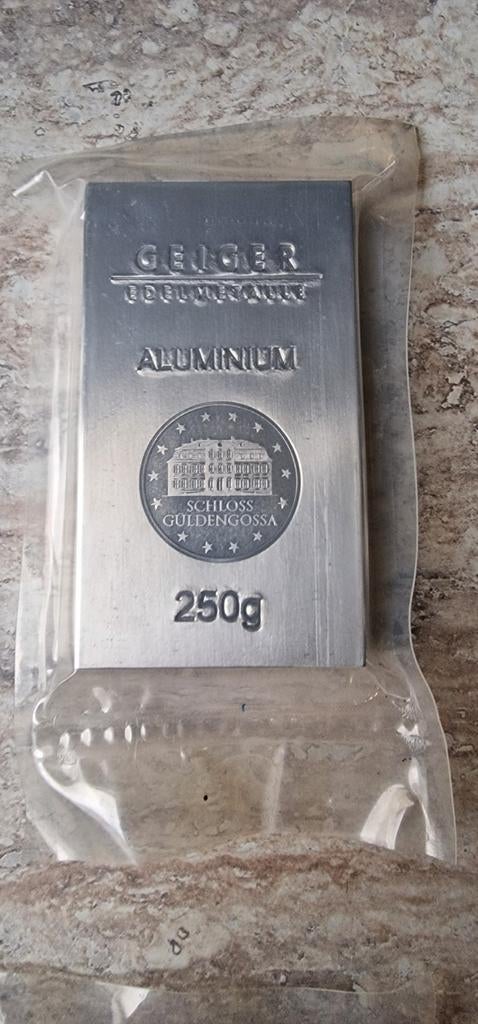 GEIGER
EDELMETALLE
ALUMINIUM
SCHLOSS
GÜLDENGOSSA
250g